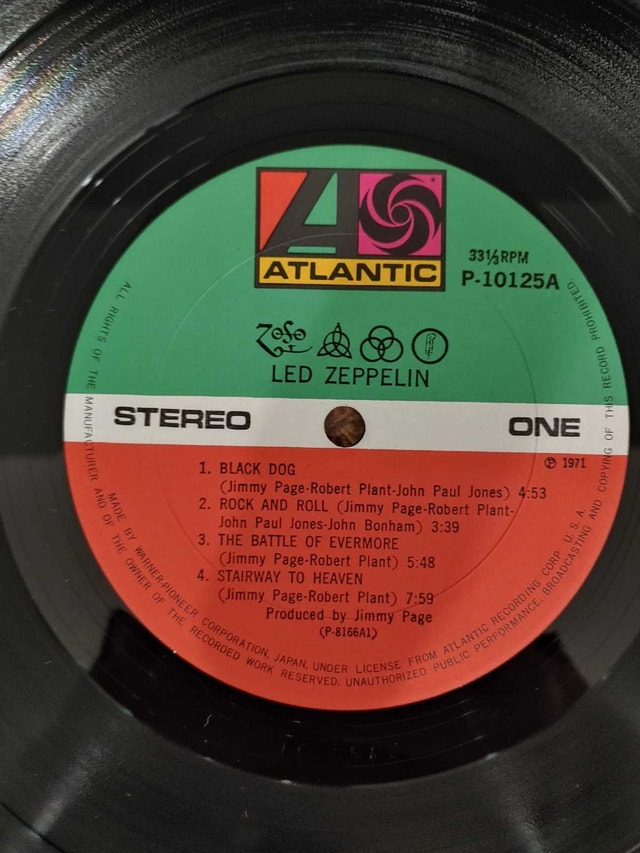 ATLANTIC
33⅓RPM
P-10125A
ZoSo
LED ZEPPELIN
STEREO
ONE
℗ 1971
1. BLACK DOG
(Jimmy Page-Robert Plant-John Paul Jones) 4:53
2. ROCK AND ROLL (Jimmy Page-Robert Plant-
John Paul Jones-John Bonham) 3:39
3. THE BATTLE OF EVERMORE
(Jimmy Page-Robert Plant) 5:48
4. STAIRWAY TO HEAVEN
(Jimmy Page-Robert Plant) 7:59
Produced by Jimmy Page
(P-8166A1)
MADE BY WARNER-PIONEER CORPORATION, JAPAN, UNDER LICENSE FROM ATLANTIC RECORDING CORP. U.S.A.
ALL RIGHTS OF THE MANUFACTURER AND OF THE OWNER OF THE RECORDED WORK RESERVED. UNAUTHORIZED PUBLIC PERFORMANCE, BROADCASTING AND COPYING OF THIS RECORD PROHIBITED.